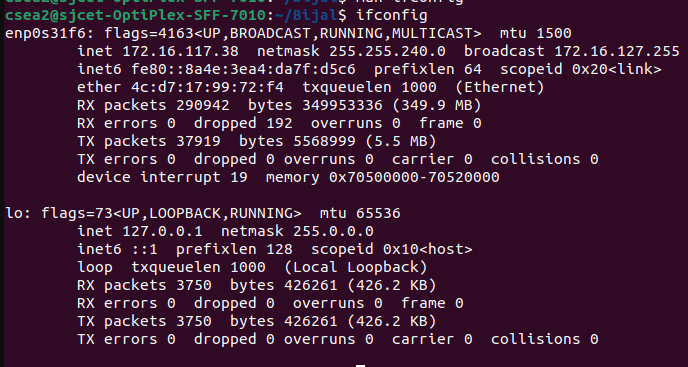 csea2@sjcet-OptiPlex-SFF-7010:~/Bijal$ man ifconfig
csea2@sjcet-OptiPlex-SFF-7010:~/Bijal$ ifconfig
enp0s31f6: flags=4163<UP,BROADCAST,RUNNING,MULTICAST>  mtu 1500
        inet 172.16.117.38  netmask 255.255.240.0  broadcast 172.16.127.255
        inet6 fe80::8a4e:3ea4:da7f:d5c6  prefixlen 64  scopeid 0x20<link>
        ether 4c:d7:17:99:72:f4  txqueuelen 1000  (Ethernet)
        RX packets 290942  bytes 349953336 (349.9 MB)
        RX errors 0  dropped 192  overruns 0  frame 0
        TX packets 37919  bytes 5568999 (5.5 MB)
        TX errors 0  dropped 0 overruns 0  carrier 0  collisions 0
        device interrupt 19  memory 0x70500000-70520000

lo: flags=73<UP,LOOPBACK,RUNNING>  mtu 65536
        inet 127.0.0.1  netmask 255.0.0.0
        inet6 ::1  prefixlen 128  scopeid 0x10<host>
        loop  txqueuelen 1000  (Local Loopback)
        RX packets 3750  bytes 426261 (426.2 KB)
        RX errors 0  dropped 0  overruns 0  frame 0
        TX packets 3750  bytes 426261 (426.2 KB)
        TX errors 0  dropped 0 overruns 0  carrier 0  collisions 0